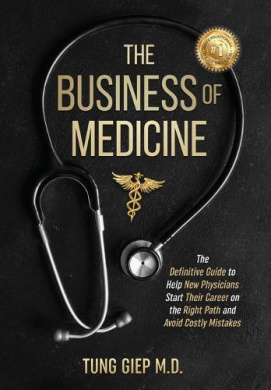 #1
THE
BUSINESS OF
MEDICINE
The
Definitive Guide to
Help New Physicians
Start Their Career on
the Right Path and
Avoid Costly Mistakes
TUNG GIEP M.D.